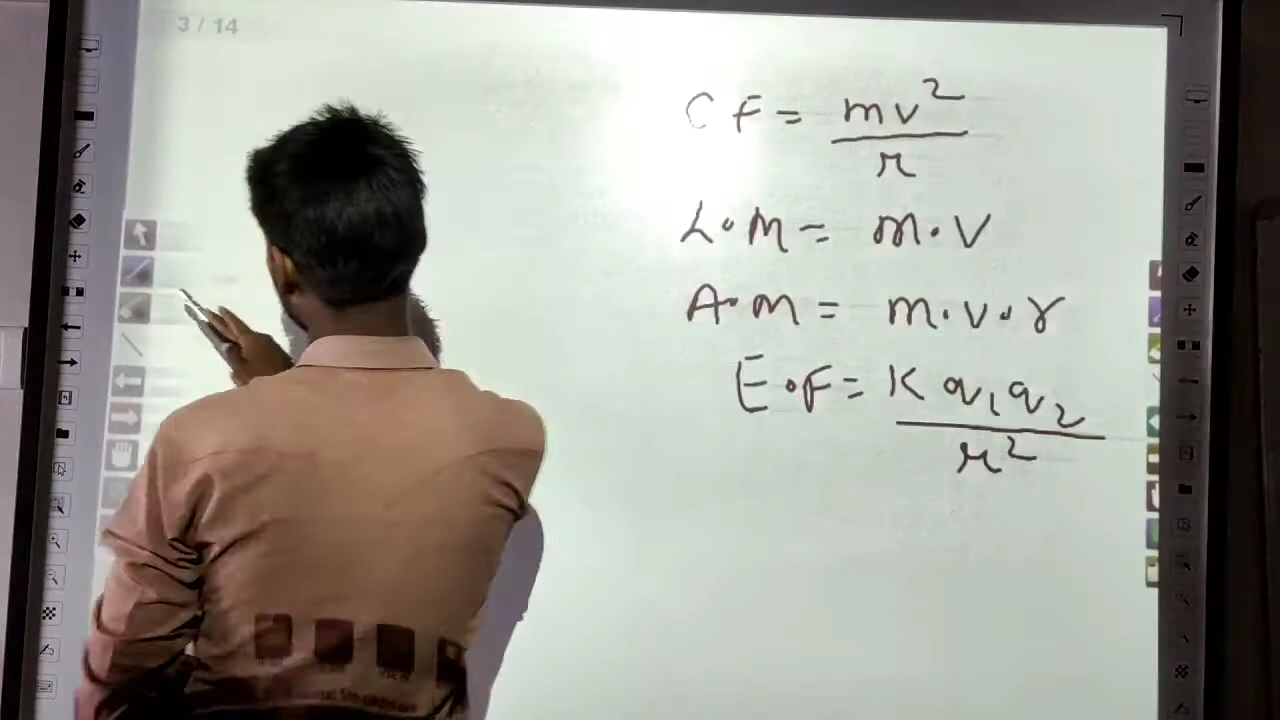 3 / 14
C F = mv²/r
L.M = m.v
A.M = m.v.r
E.F = K q₁q₂/r²